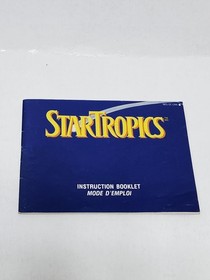 STARTROPICS
INSTRUCTION BOOKLET
MODE D'EMPLOI